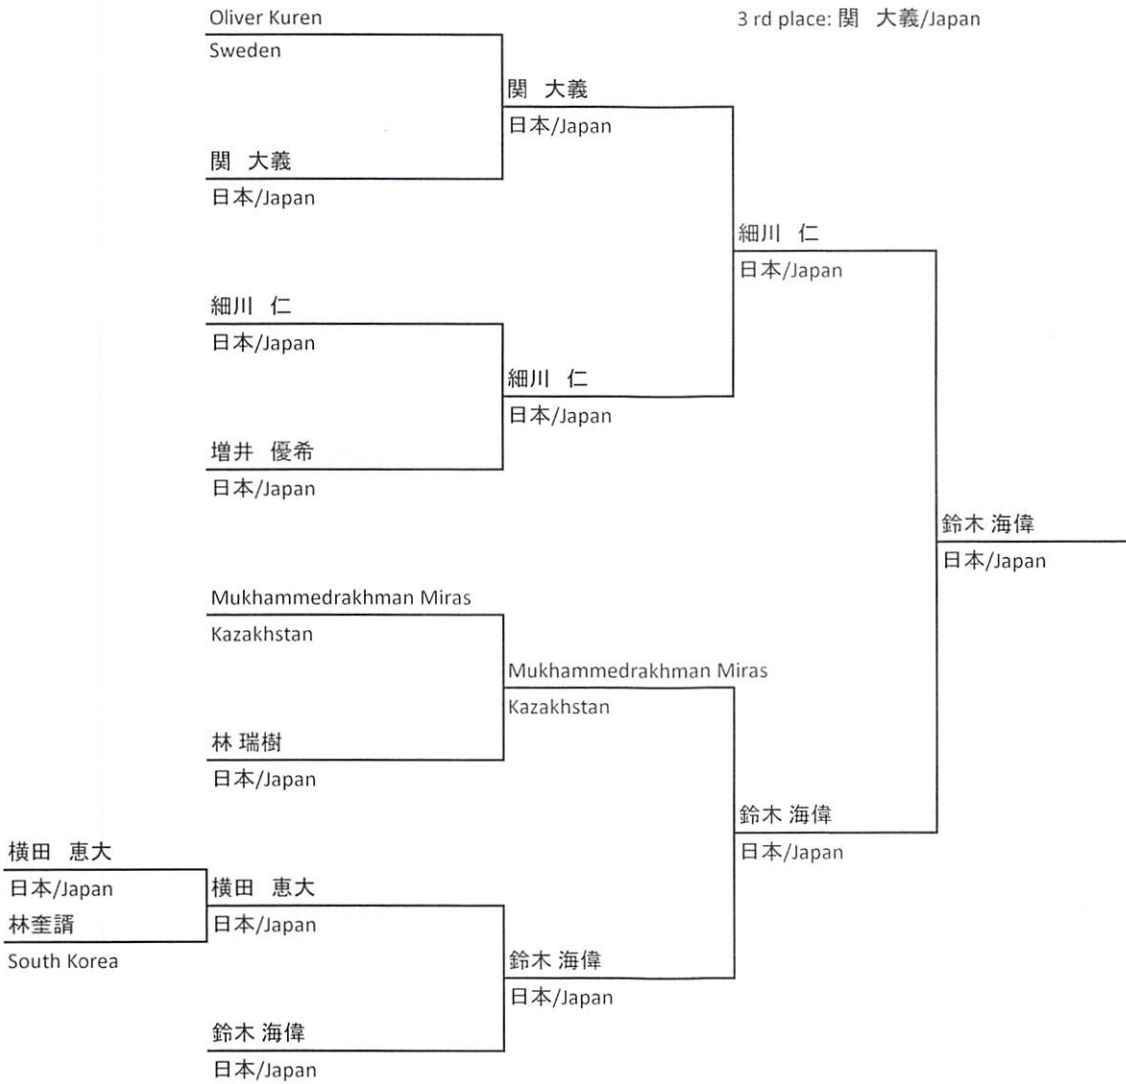 Oliver Kuren
3 rd place: 関 大義/Japan
Sweden
関 大義
日本/Japan
関 大義
日本/Japan
細川 仁
日本/Japan
細川 仁
日本/Japan
細川 仁
日本/Japan
増井 優希
日本/Japan
鈴木 海偉
日本/Japan
Mukhammedrakhman Miras
Kazakhstan
Mukhammedrakhman Miras
Kazakhstan
林 瑞樹
日本/Japan
鈴木 海偉
日本/Japan
横田 恵大
日本/Japan
横田 恵大
日本/Japan
林奎諝
South Korea
鈴木 海偉
日本/Japan
鈴木 海偉
日本/Japan